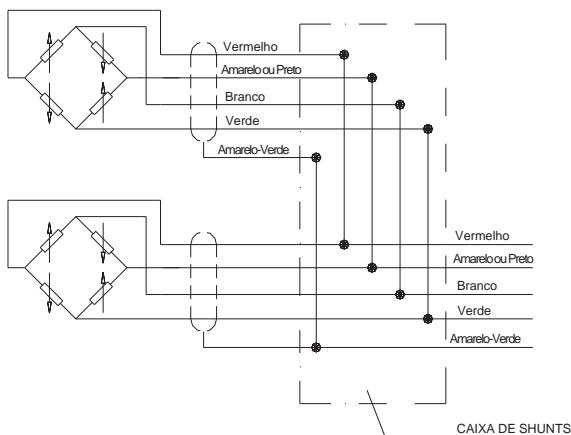 Vermelho
Amarelo ou Preto
Branco
Verde
Amarelo-Verde
Vermelho
Amarelo ou Preto
Branco
Verde
Amarelo-Verde
CAIXA DE SHUNTS